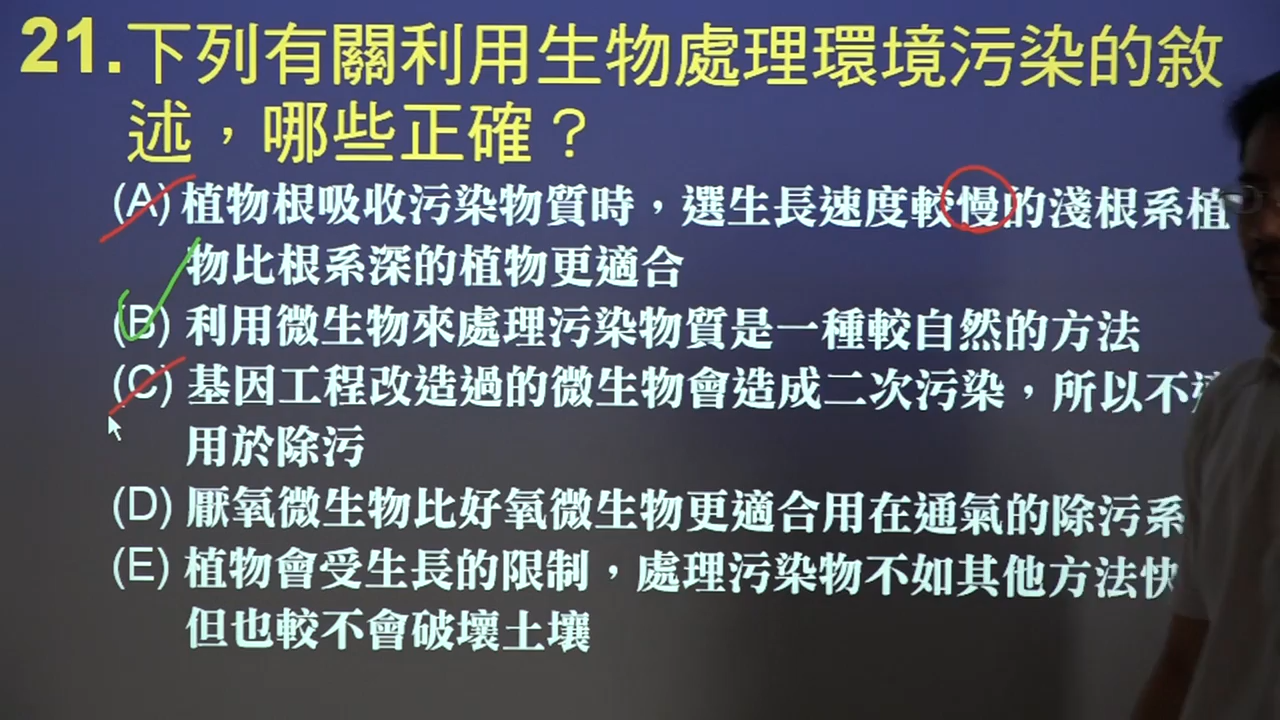 21.下列有關利用生物處理環境污染的敘
述，哪些正確？
(A) 植物根吸收污染物質時，選生長速度較慢的淺根系植
物比根系深的植物更適合
(B) 利用微生物來處理污染物質是一種較自然的方法
(C) 基因工程改造過的微生物會造成二次污染，所以不適
用於除污
(D) 厭氧微生物比好氧微生物更適合用在通氣的除污系
(E) 植物會受生長的限制，處理污染物不如其他方法快
但也較不會破壞土壤